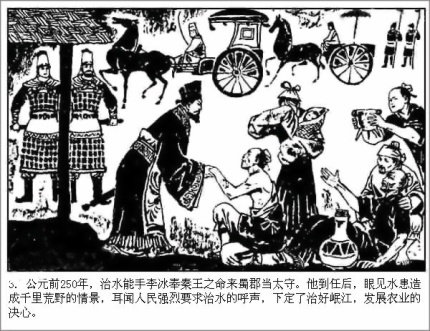 5. 公元前250年，治水能手李冰奉秦王之命来蜀郡当太守。他到任后，眼见水患造
成千里荒野的情景，耳闻人民强烈要求治水的呼声，下定了治好岷江，发展农业的
决心。